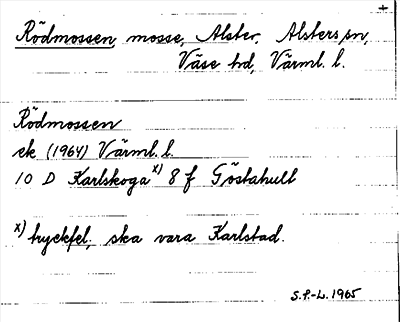 +
Rödmossen mosse, Alster, Alsters sn,
Väse hd, Värml. l.
Rödmossen
ek (1964) Värml. l.
10 D Karlskoga x) 8 f Göstahult
x) tryckfel, ska vara Karlstad.
S.P.-L. 1965